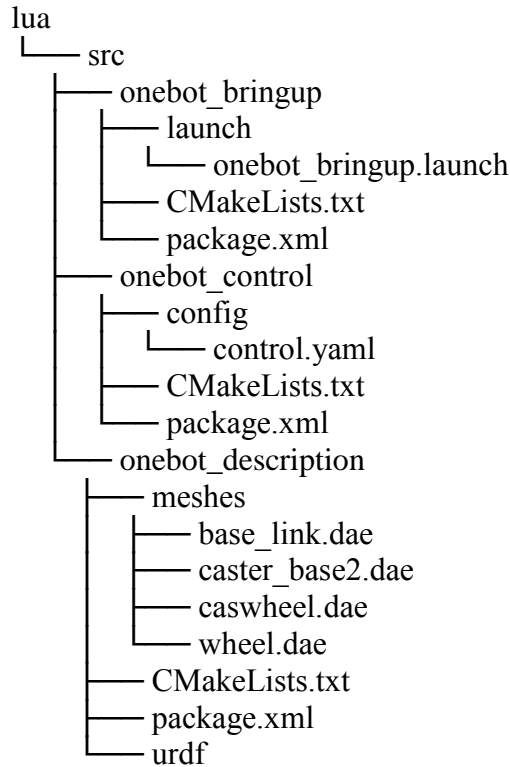 lua
src
onebot_bringup
launch
onebot_bringup.launch
CMakeLists.txt
package.xml
onebot_control
config
control.yaml
CMakeLists.txt
package.xml
onebot_description
meshes
base_link.dae
caster_base2.dae
caswheel.dae
wheel.dae
CMakeLists.txt
package.xml
urdf